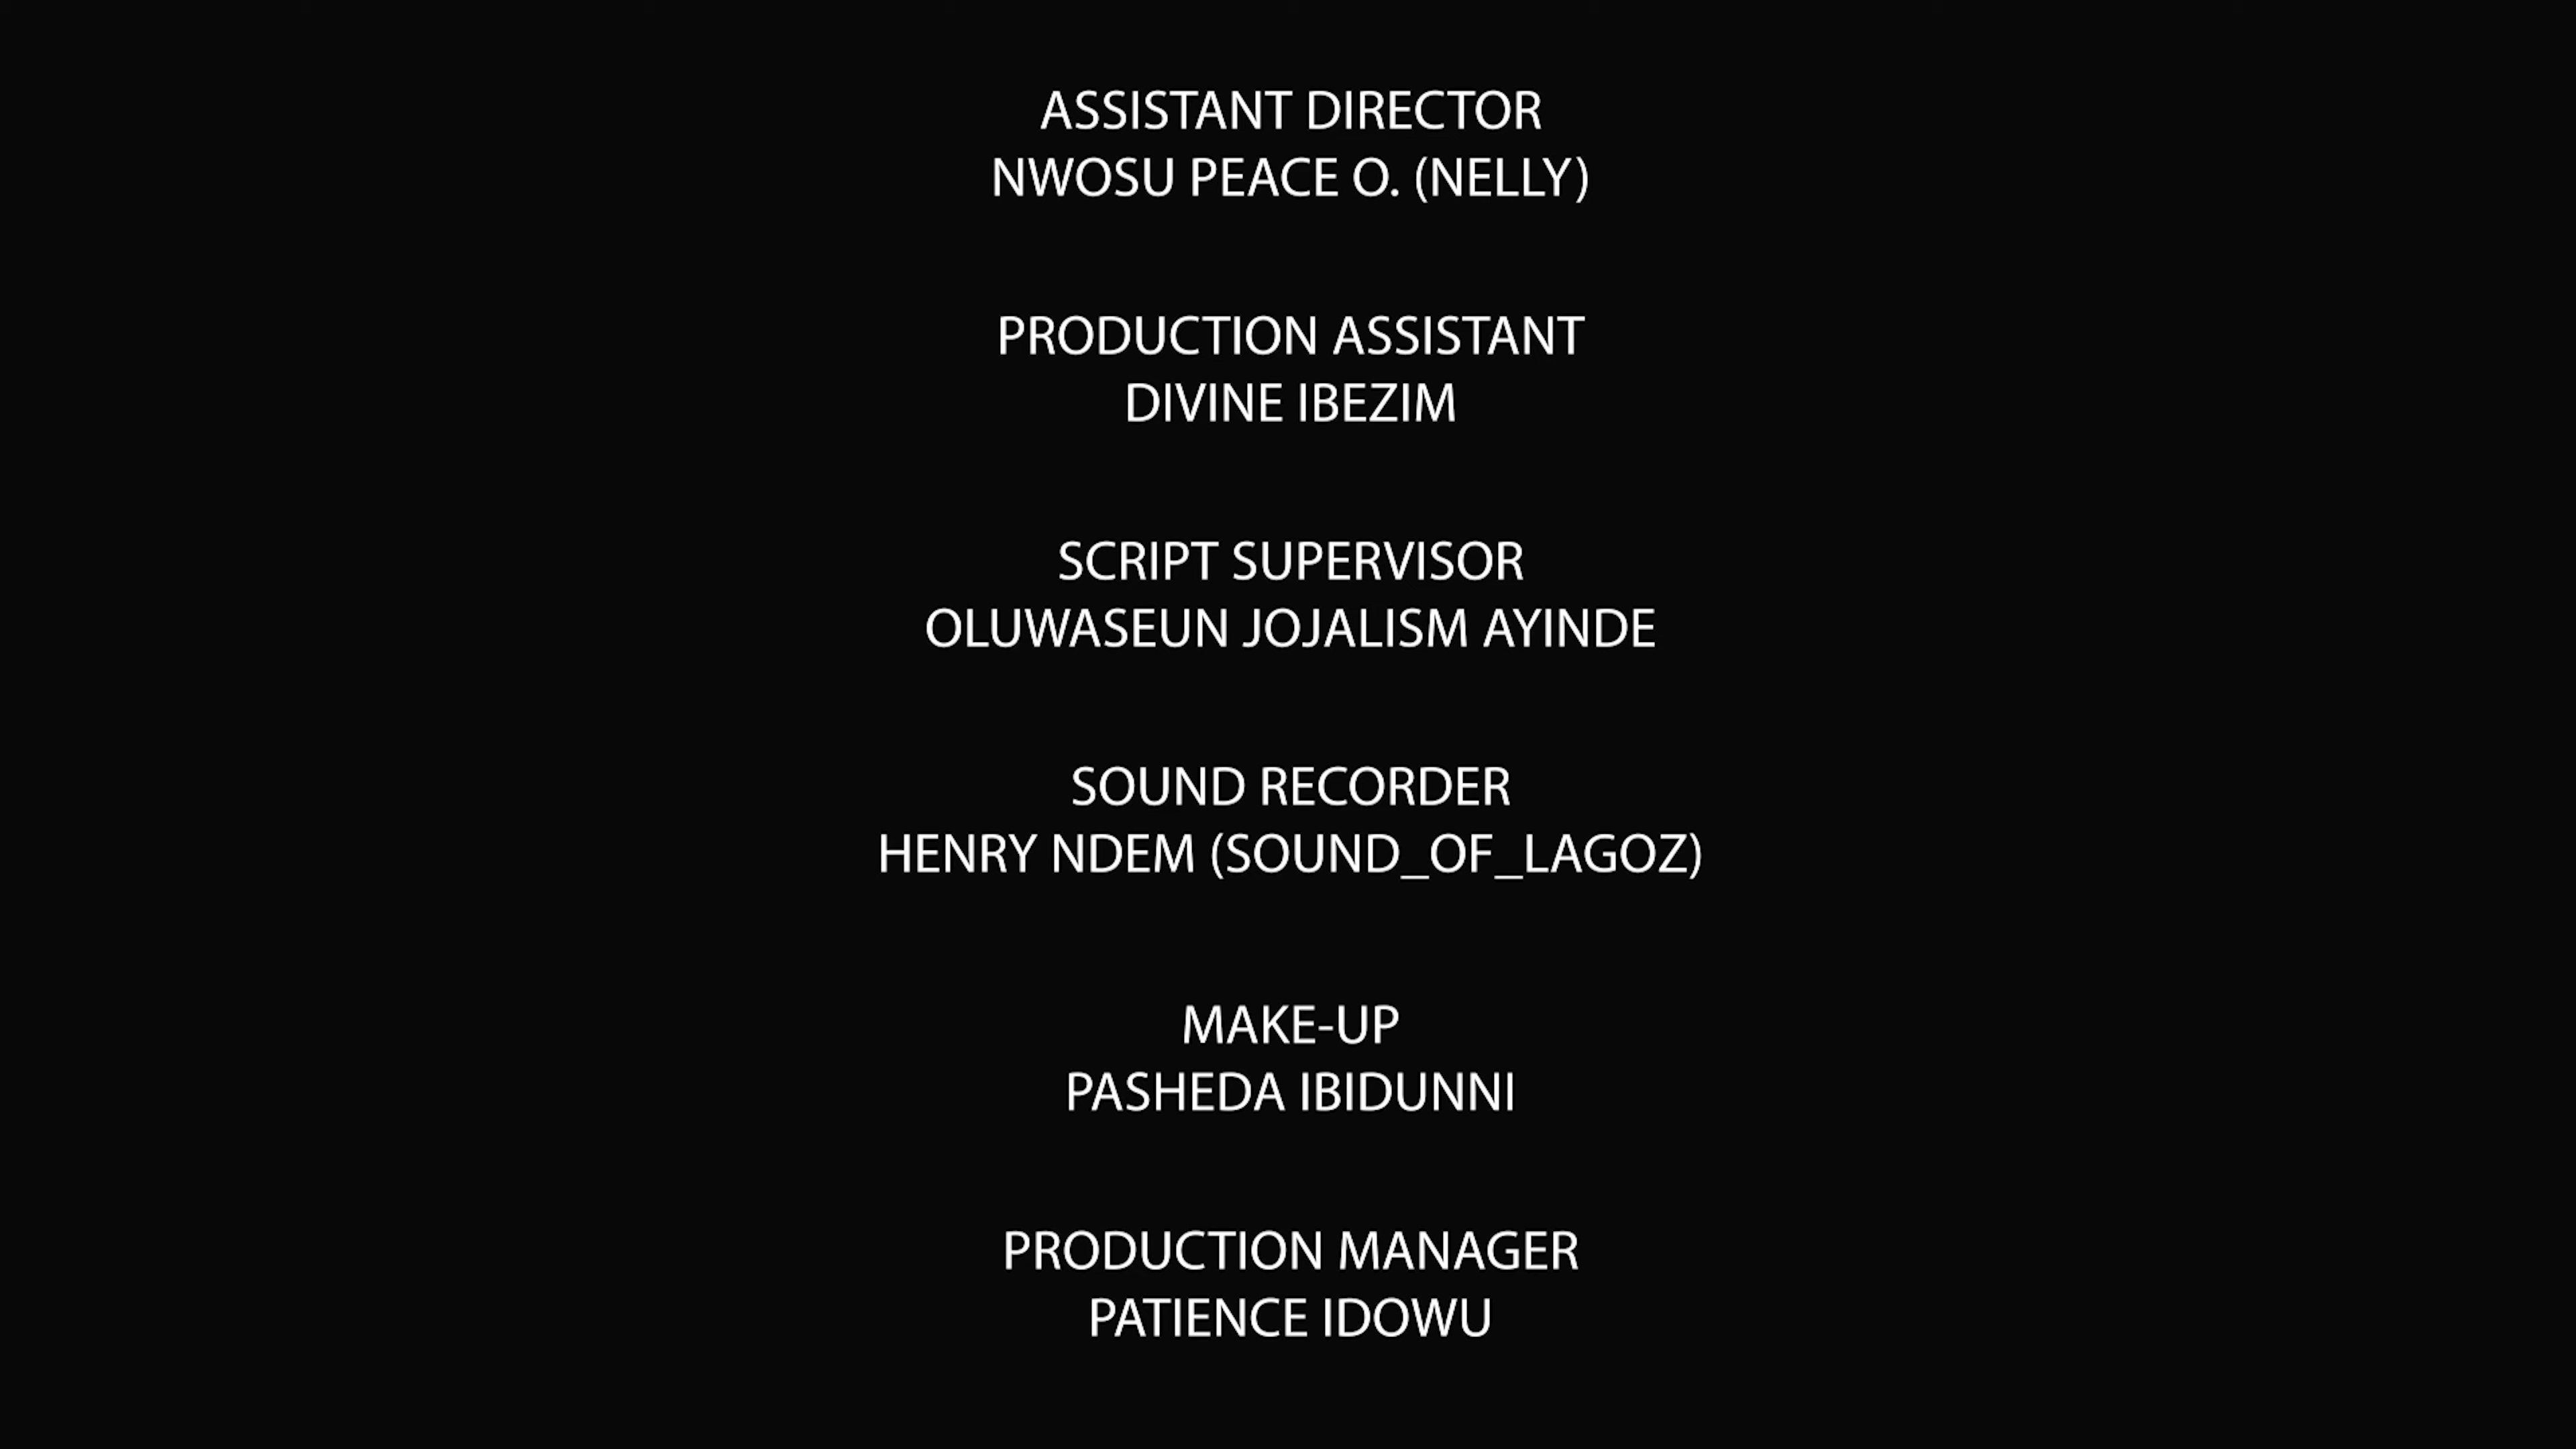 ASSISTANT DIRECTOR
NWOSU PEACE O. (NELLY)
PRODUCTION ASSISTANT
DIVINE IBEZIM
SCRIPT SUPERVISOR
OLUWASEUN JOJALISM AYINDE
SOUND RECORDER
HENRY NDEM (SOUND_OF_LAGOZ)
MAKE-UP
PASHEDA IBIDUNNI
PRODUCTION MANAGER
PATIENCE IDOWU